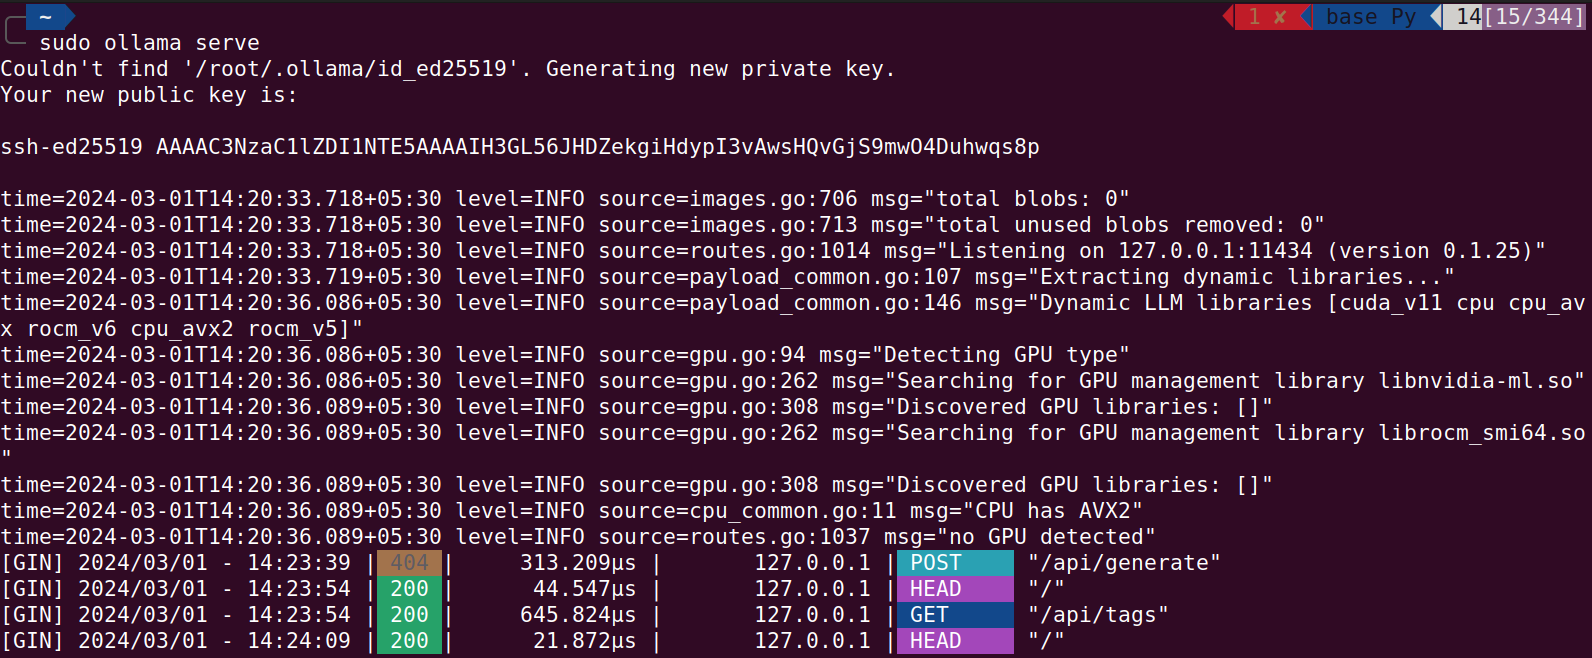 ~ 1 ✘ base Py 14[15/344]
sudo ollama serve
Couldn't find '/root/.ollama/id_ed25519'. Generating new private key.
Your new public key is:
ssh-ed25519 AAAAC3NzaC1lZDI1NTE5AAAAIH3GL56JHDZekgiHdypI3vAwsHQvGjS9mwO4Duhwqs8p
time=2024-03-01T14:20:33.718+05:30 level=INFO source=images.go:706 msg="total blobs: 0"
time=2024-03-01T14:20:33.718+05:30 level=INFO source=images.go:713 msg="total unused blobs removed: 0"
time=2024-03-01T14:20:33.718+05:30 level=INFO source=routes.go:1014 msg="Listening on 127.0.0.1:11434 (version 0.1.25)"
time=2024-03-01T14:20:33.719+05:30 level=INFO source=payload_common.go:107 msg="Extracting dynamic libraries..."
time=2024-03-01T14:20:36.086+05:30 level=INFO source=payload_common.go:146 msg="Dynamic LLM libraries [cuda_v11 cpu cpu_av
x rocm_v6 cpu_avx2 rocm_v5]"
time=2024-03-01T14:20:36.086+05:30 level=INFO source=gpu.go:94 msg="Detecting GPU type"
time=2024-03-01T14:20:36.086+05:30 level=INFO source=gpu.go:262 msg="Searching for GPU management library libnvidia-ml.so"
time=2024-03-01T14:20:36.089+05:30 level=INFO source=gpu.go:308 msg="Discovered GPU libraries: []"
time=2024-03-01T14:20:36.089+05:30 level=INFO source=gpu.go:262 msg="Searching for GPU management library librocm_smi64.so
"
time=2024-03-01T14:20:36.089+05:30 level=INFO source=gpu.go:308 msg="Discovered GPU libraries: []"
time=2024-03-01T14:20:36.089+05:30 level=INFO source=cpu_common.go:11 msg="CPU has AVX2"
time=2024-03-01T14:20:36.089+05:30 level=INFO source=routes.go:1037 msg="no GPU detected"
[GIN] 2024/03/01 - 14:23:39 | 404 | 313.209µs | 127.0.0.1 | POST "/api/generate"
[GIN] 2024/03/01 - 14:23:54 | 200 | 44.547µs | 127.0.0.1 | HEAD "/"
[GIN] 2024/03/01 - 14:23:54 | 200 | 645.824µs | 127.0.0.1 | GET "/api/tags"
[GIN] 2024/03/01 - 14:24:09 | 200 | 21.872µs | 127.0.0.1 | HEAD "/"